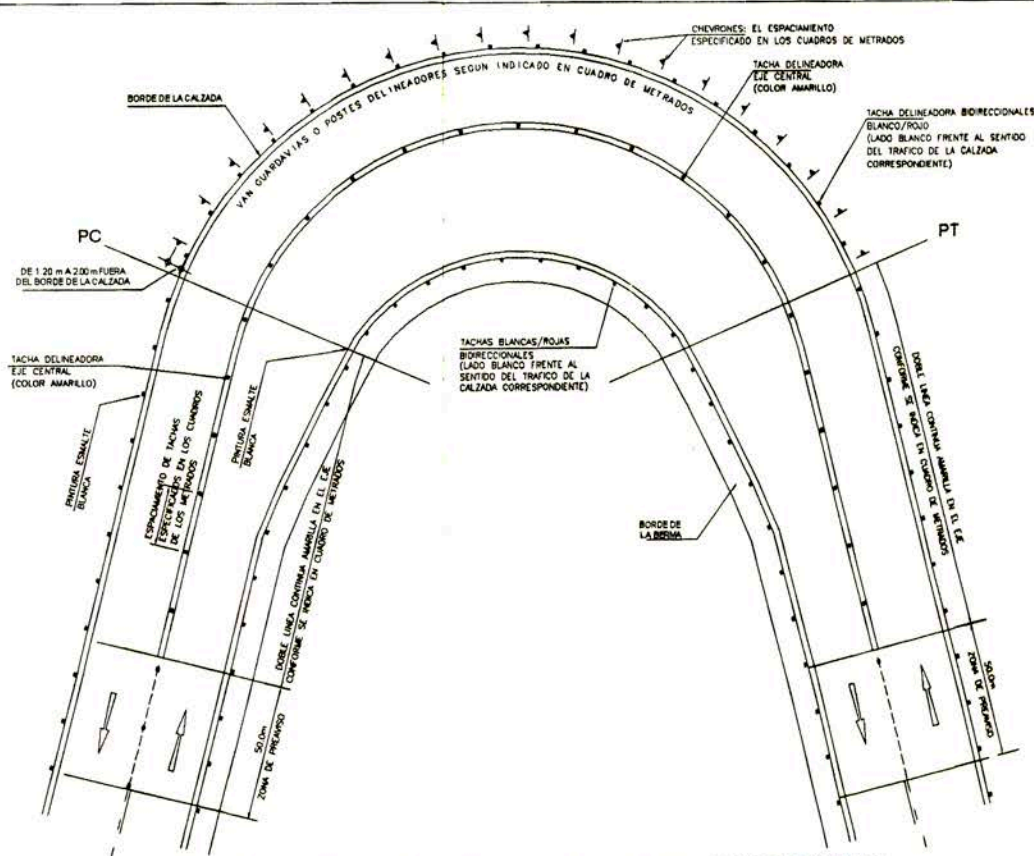 CHEVRONES: EL ESPACIAMIENTO
ESPECIFICADO EN LOS CUADROS DE METRADOS
TACHA DELINEADORA
EJE CENTRAL
(COLOR AMARILLO)
BORDE DE LA CALZADA
VAN GUARDAVIAS O POSTES DELINEADORES SEGUN INDICADO EN CUADRO DE METRADOS
TACHA DELINEADORA BIDIRECCIONALES
BLANCO/ROJO
(LADO BLANCO FRENTE AL SENTIDO
DEL TRAFICO DE LA CALZADA
CORRESPONDIENTE)
PC
PT
DE 1.20 m A 2.00 m FUERA
DEL BORDE DE LA CALZADA
TACHA DELINEADORA
EJE CENTRAL
(COLOR AMARILLO)
TACHAS BLANCAS/ROJAS
BIDIRECCIONALES
(LADO BLANCO FRENTE AL
SENTIDO DEL TRAFICO DE LA
CALZADA CORRESPONDIENTE)
PINTURA ESMALTE
BLANCA
ESPACIAMIENTO DE TACHAS
ESPECIFICADOS EN LOS CUADROS
DE LOS METRADOS
PINTURA ESMALTE
BLANCA
DOBLE LINEA CONTINUA AMARILLA EN EL EJE
CONFORME SE INDICA EN CUADRO DE METRADOS
BORDE DE
LA BERMA
DOBLE LINEA CONTINUA AMARILLA EN EL EJE
CONFORME SE INDICA EN CUADRO DE METRADOS
50.0m
ZONA DE PREAVISO
50.0m
ZONA DE PREAVISO